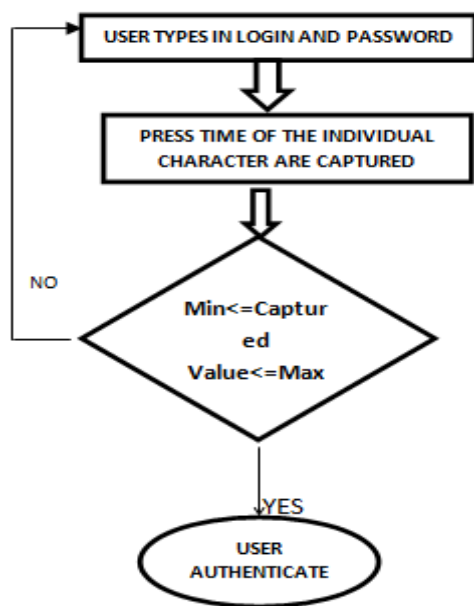 USER TYPES IN LOGIN AND PASSWORD
PRESS TIME OF THE INDIVIDUAL
CHARACTER ARE CAPTURED
NO
Min<=Captur
ed
Value<=Max
YES
USER
AUTHENTICATE